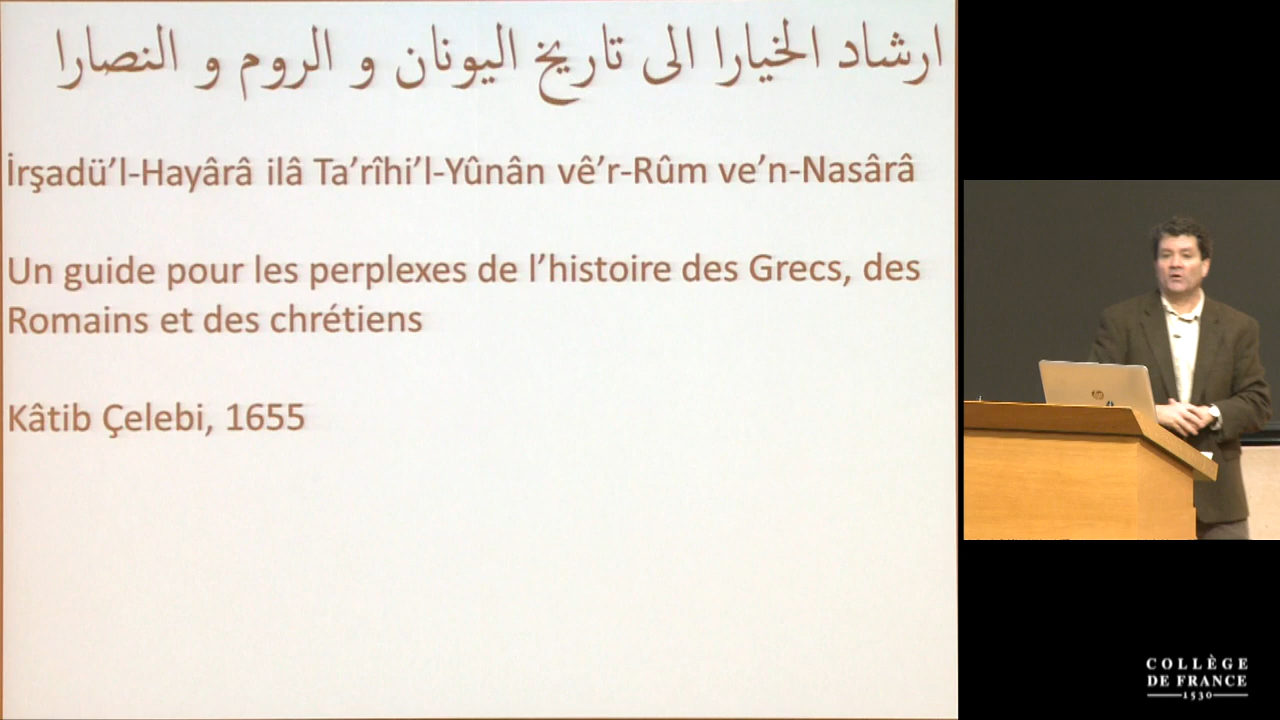 ارشاد الخيارا الى تاريخ اليونان و الروم و النصارا
İrşadü’l-Hayârâ ilâ Ta’rîhi’l-Yûnân vê’r-Rûm ve’n-Nasârâ
Un guide pour les perplexes de l’histoire des Grecs, des
Romains et des chrétiens
Kâtib Çelebi, 1655
hp
COLLÈGE
DE FRANCE
1530